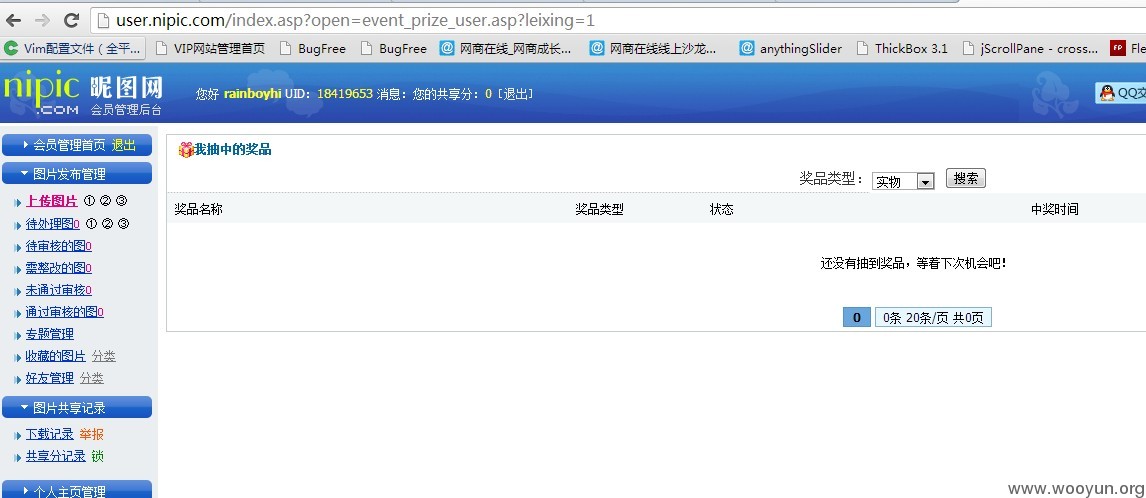 user.nipic.com/index.asp?open=event_prize_user.asp?leixing=1
Vim配置文件（全平... VIP网站管理首页 BugFree BugFree 网商在线_网商成长... 网商在线线上沙龙... anythingSlider ThickBox 3.1 jScrollPane - cross... Fle
nipic .COM 昵图网 会员管理后台
您好 rainboyhi UID：18419653 消息：您的共享分：0 [退出]
QQ交
会员管理首页 退出
图片发布管理
上传图片 ① ② ③
待处理图0 ① ② ③
待审核的图0
需整改的图0
未通过审核0
通过审核的图0
专题管理
收藏的图片 分类
好友管理 分类
图片共享记录
下载记录 举报
共享分记录 锁
个人主页管理
我抽中的奖品
奖品类型： 实物 搜索
奖品名称 奖品类型 状态 中奖时间
还没有抽到奖品，等着下次机会吧！
0 0条 20条/页 共0页
www.wooyun.org